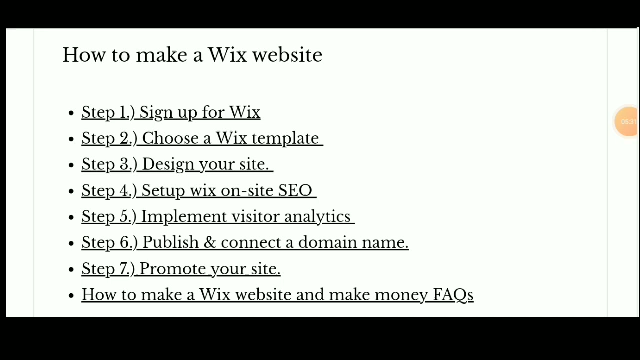 How to make a Wix website
• Step 1.) Sign up for Wix
• Step 2.) Choose a Wix template
• Step 3.) Design your site.
• Step 4.) Setup wix on-site SEO
• Step 5.) Implement visitor analytics
• Step 6.) Publish & connect a domain name.
• Step 7.) Promote your site.
• How to make a Wix website and make money FAQs